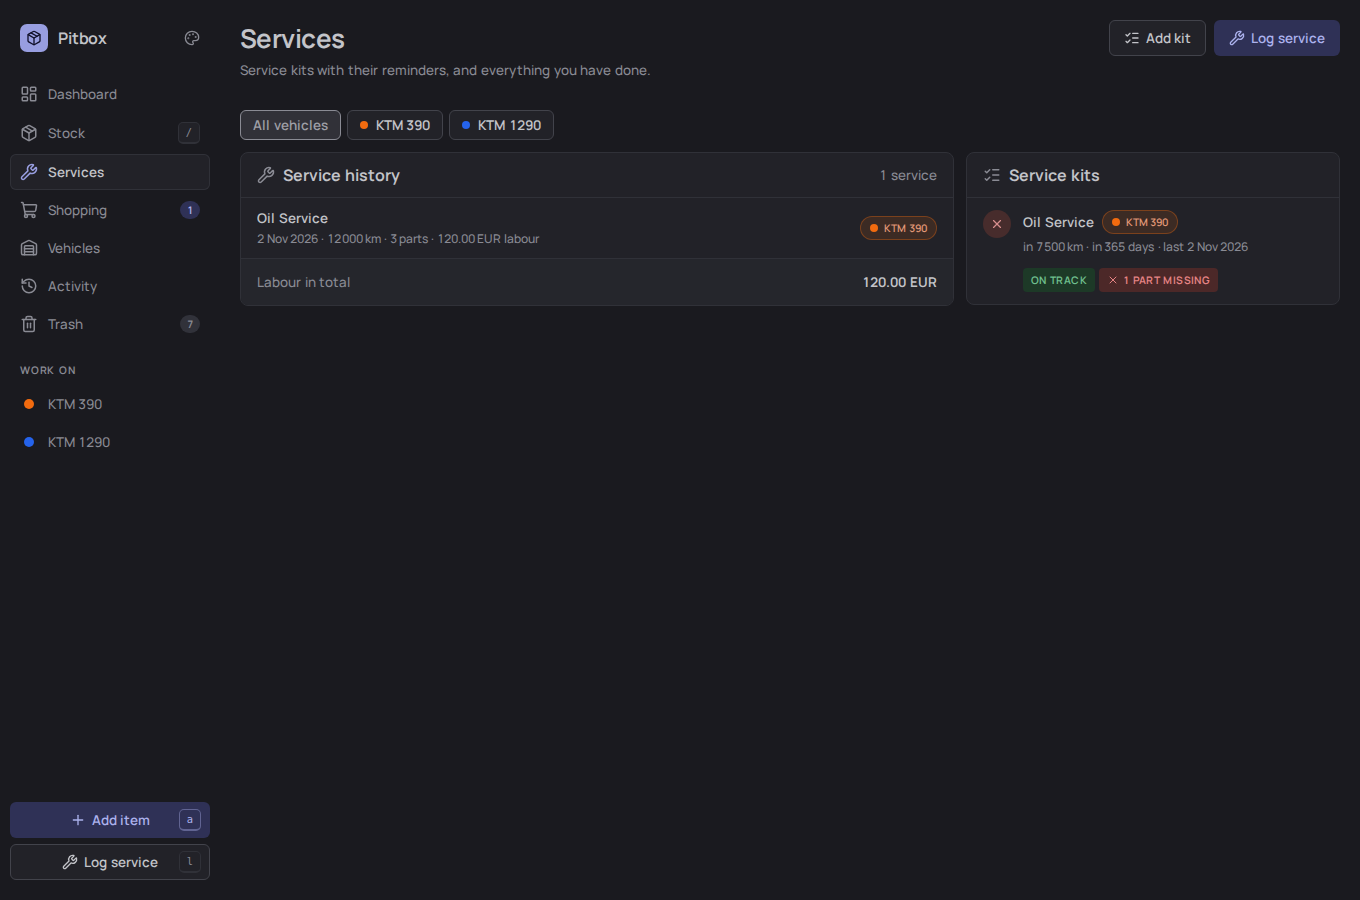 Pitbox
Dashboard
Stock /
Services
Shopping 1
Vehicles
Activity
Trash 7
WORK ON
KTM 390
KTM 1290
Add item a
Log service l
Services
Service kits with their reminders, and everything you have done.
Add kit
Log service
All vehicles
KTM 390
KTM 1290
Service history
1 service
Oil Service
2 Nov 2026 · 12 000 km · 3 parts · 120.00 EUR labour
KTM 390
Labour in total
120.00 EUR
Service kits
Oil Service KTM 390
in 7 500 km · in 365 days · last 2 Nov 2026
ON TRACK
1 PART MISSING